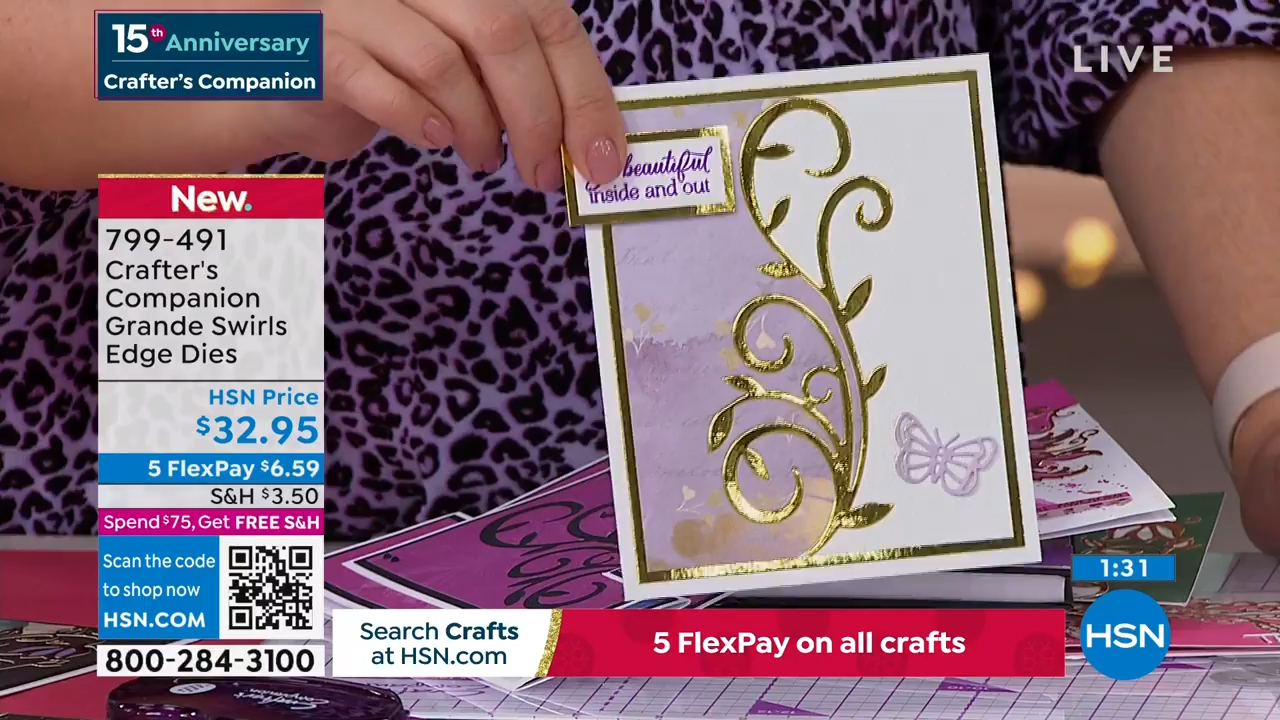 15th Anniversary
Crafter's Companion
LIVE
New.
799-491
Crafter's
Companion
Grande Swirls
Edge Dies
HSN Price
$32.95
5 FlexPay $6.59
S&H $3.50
Spend $75, Get FREE S&H
Scan the code
to shop now
HSN.COM
800-284-3100
beautiful
inside and out
Search Crafts
at HSN.com
5 FlexPay on all crafts
1:31
HSN
Crafter's
Companion